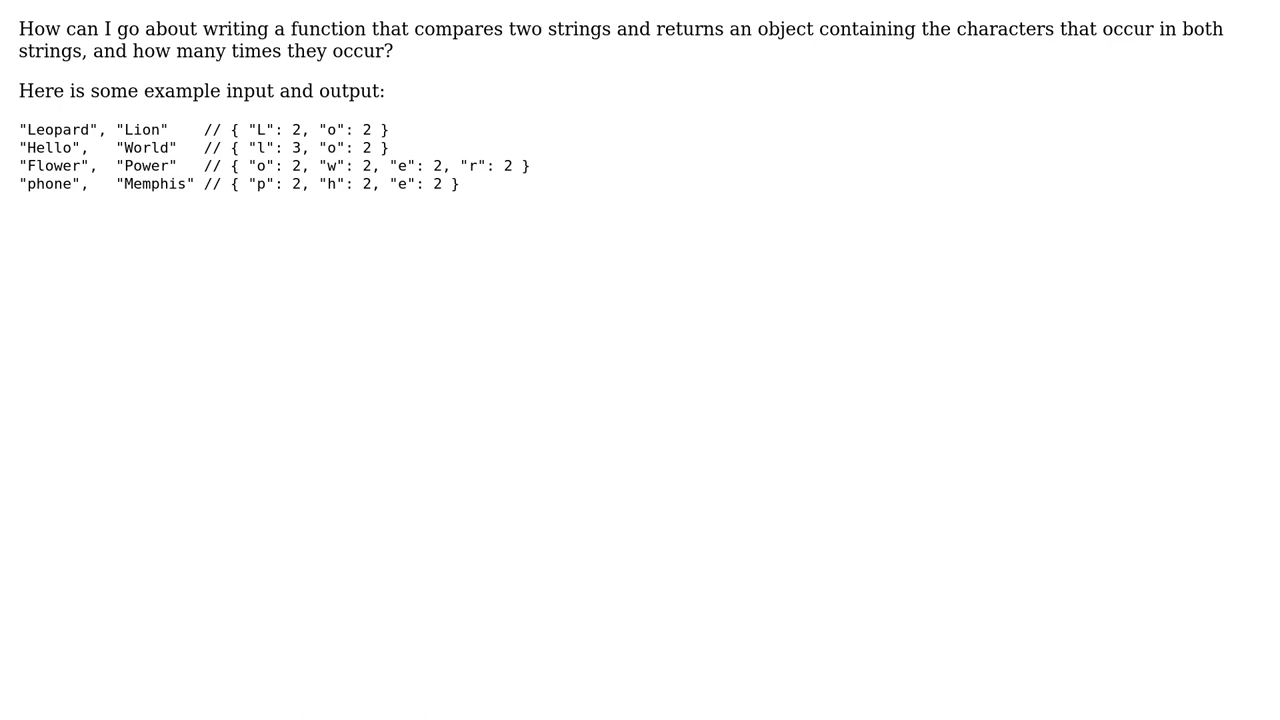 How can I go about writing a function that compares two strings and returns an object containing the characters that occur in both
strings, and how many times they occur?
Here is some example input and output:
"Leopard", "Lion"    // { "L": 2, "o": 2 }
"Hello",   "World"   // { "l": 3, "o": 2 }
"Flower",  "Power"   // { "o": 2, "w": 2, "e": 2, "r": 2 }
"phone",   "Memphis" // { "p": 2, "h": 2, "e": 2 }